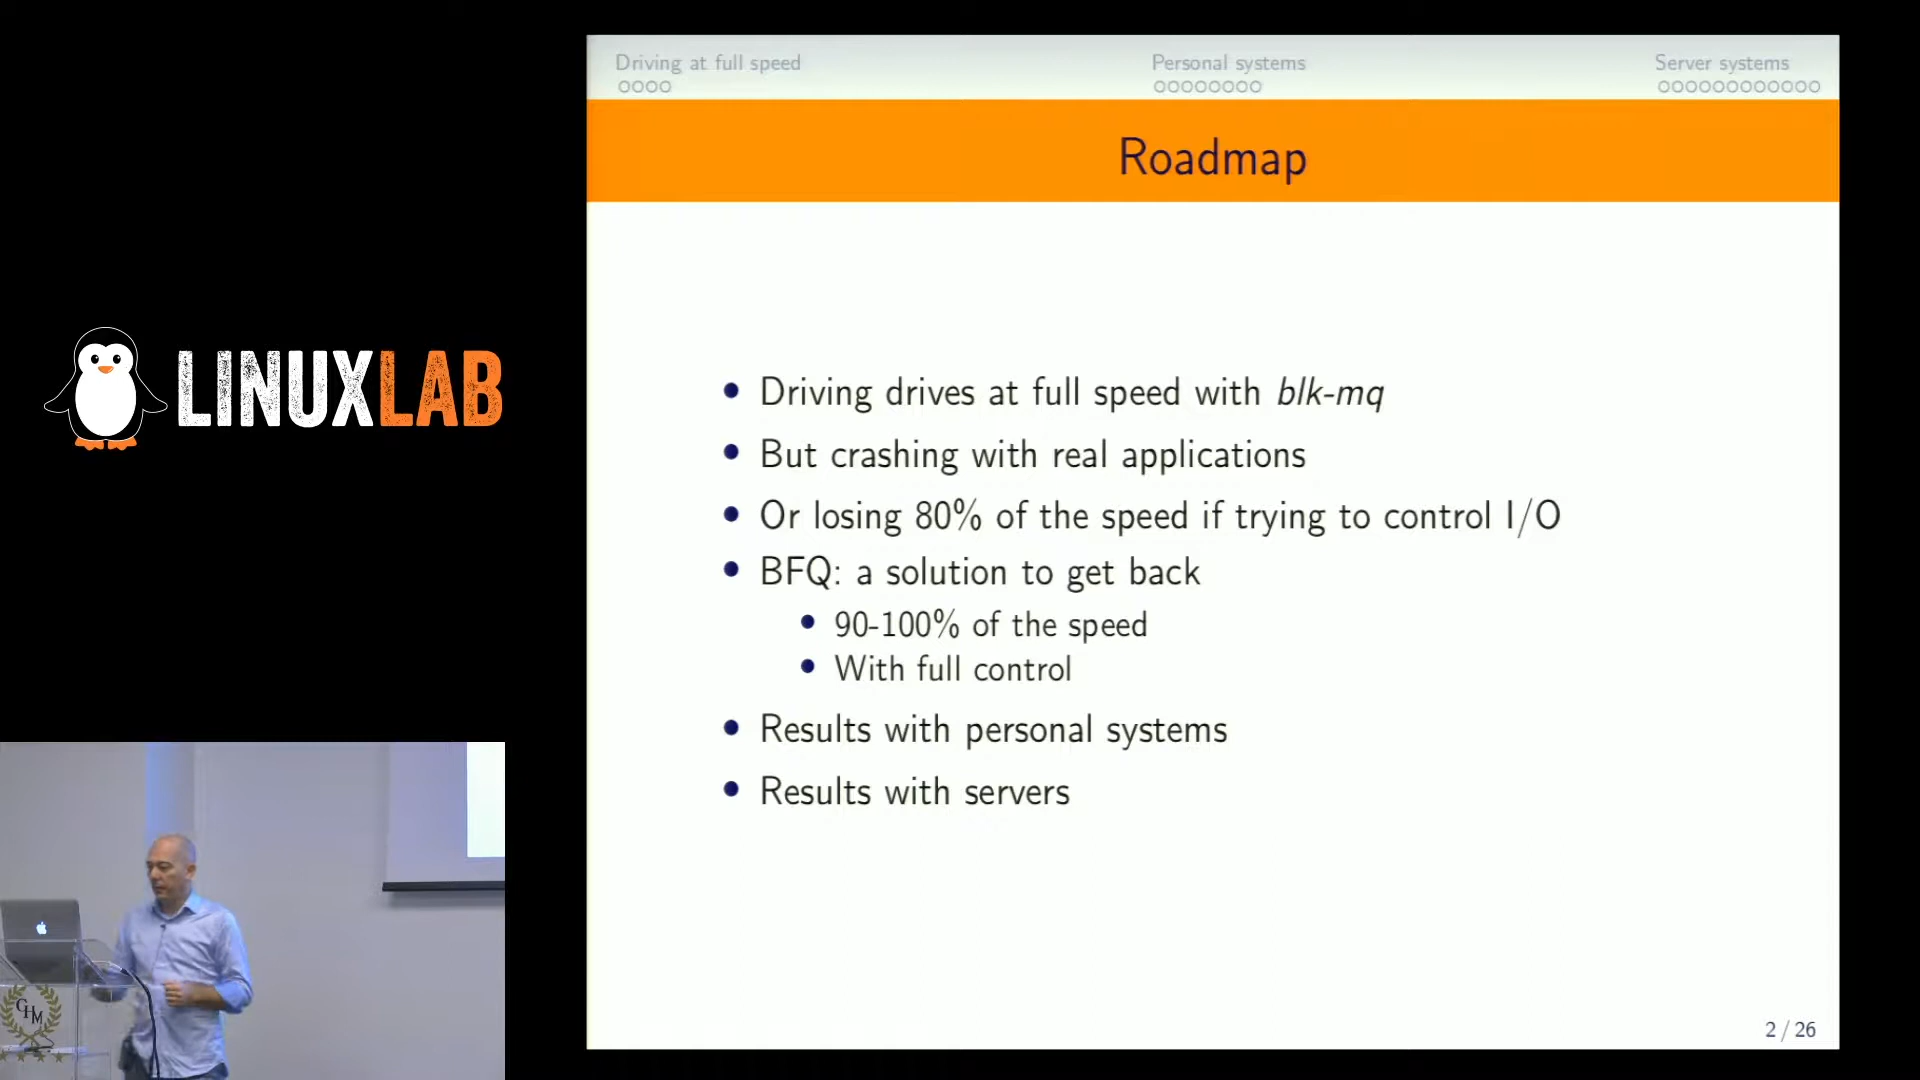 Driving at full speed
Personal systems
Server systems
Roadmap
LINUXLAB
Driving drives at full speed with blk-mq
But crashing with real applications
Or losing 80% of the speed if trying to control I/O
BFQ: a solution to get back
90-100% of the speed
With full control
Results with personal systems
Results with servers
GHM
2 / 26